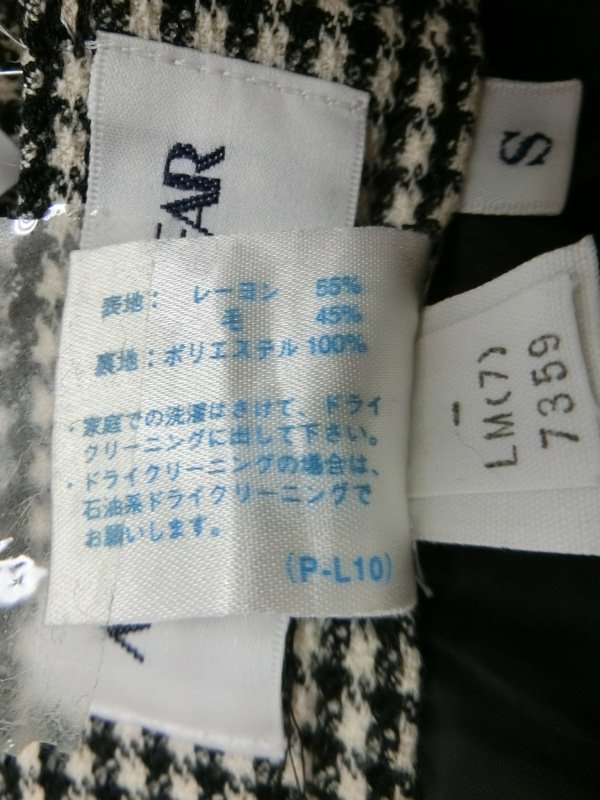 EAR
S
表地： レーヨン 55%
毛 45%
裏地：ポリエステル 100%
・家庭での洗濯はさけて、ドライ
クリーニングに出して下さい。
・ドライクリーニングの場合は、
石油系ドライクリーニングで
お願いします。
(P-L10)
LM(7)
7359